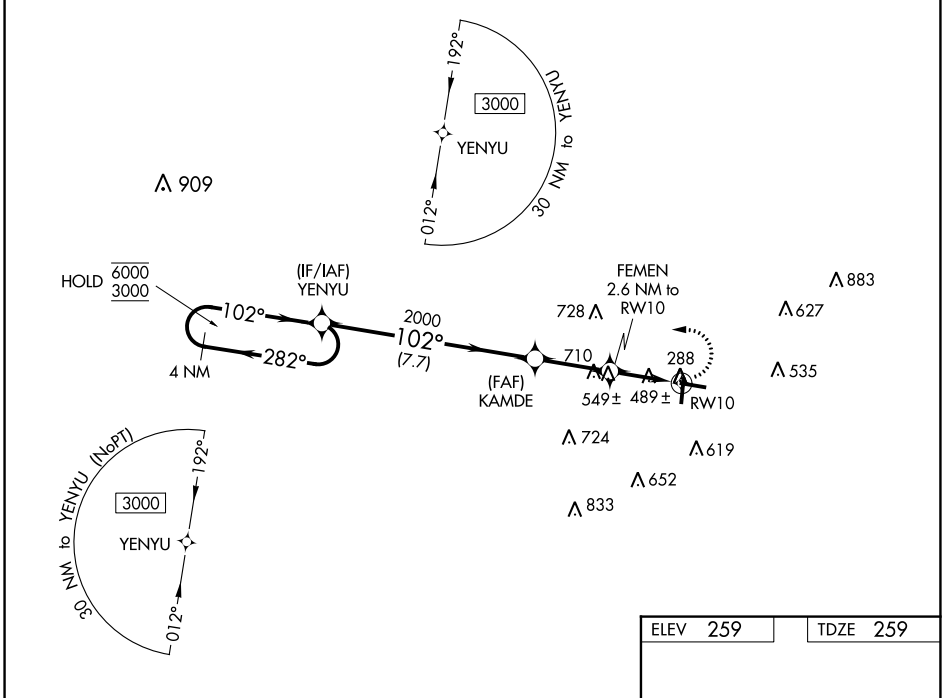 192°
3000
YENYU
30 NM to YENYU
012°
909
HOLD 6000
3000
(IF/IAF)
YENYU
102°
282°
4 NM
2000
102°
(7.7)
(FAF)
KAMDE
FEMEN
2.6 NM to
RW10
728
710
549±
489±
288
RW10
883
627
535
724
619
652
833
30 NM to YENYU (NoPT)
192°
3000
YENYU
012°
ELEV 259
TDZE 259